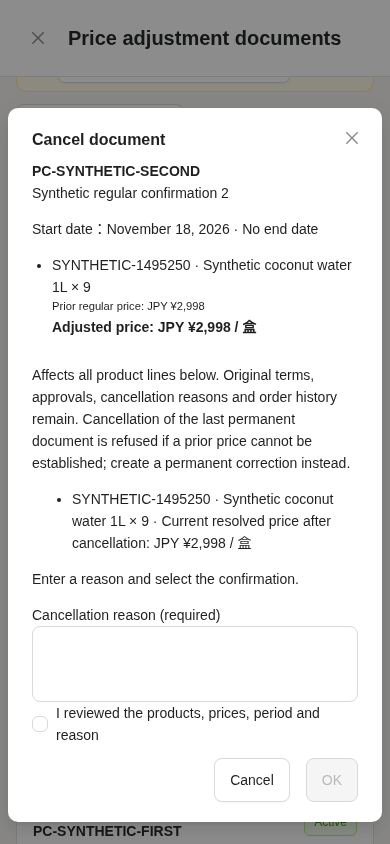 Price adjustment documents
Cancel document
PC-SYNTHETIC-SECOND
Synthetic regular confirmation 2
Start date：November 18, 2026 · No end date
• SYNTHETIC-1495250 · Synthetic coconut water
1L × 9
Prior regular price: JPY ¥2,998
Adjusted price: JPY ¥2,998 / 盒
Affects all product lines below. Original terms,
approvals, cancellation reasons and order history
remain. Cancellation of the last permanent
document is refused if a prior price cannot be
established; create a permanent correction instead.
• SYNTHETIC-1495250 · Synthetic coconut
water 1L × 9 · Current resolved price after
cancellation: JPY ¥2,998 / 盒
Enter a reason and select the confirmation.
Cancellation reason (required)
I reviewed the products, prices, period and
reason
Cancel
OK
Active
PC-SYNTHETIC-FIRST